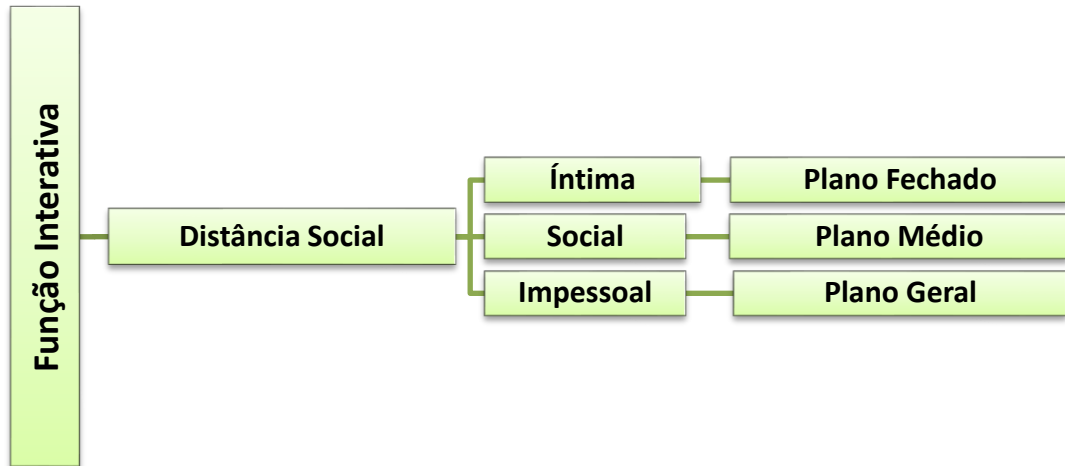 Função Interativa
Distância Social
Íntima
Plano Fechado
Social
Plano Médio
Impessoal
Plano Geral